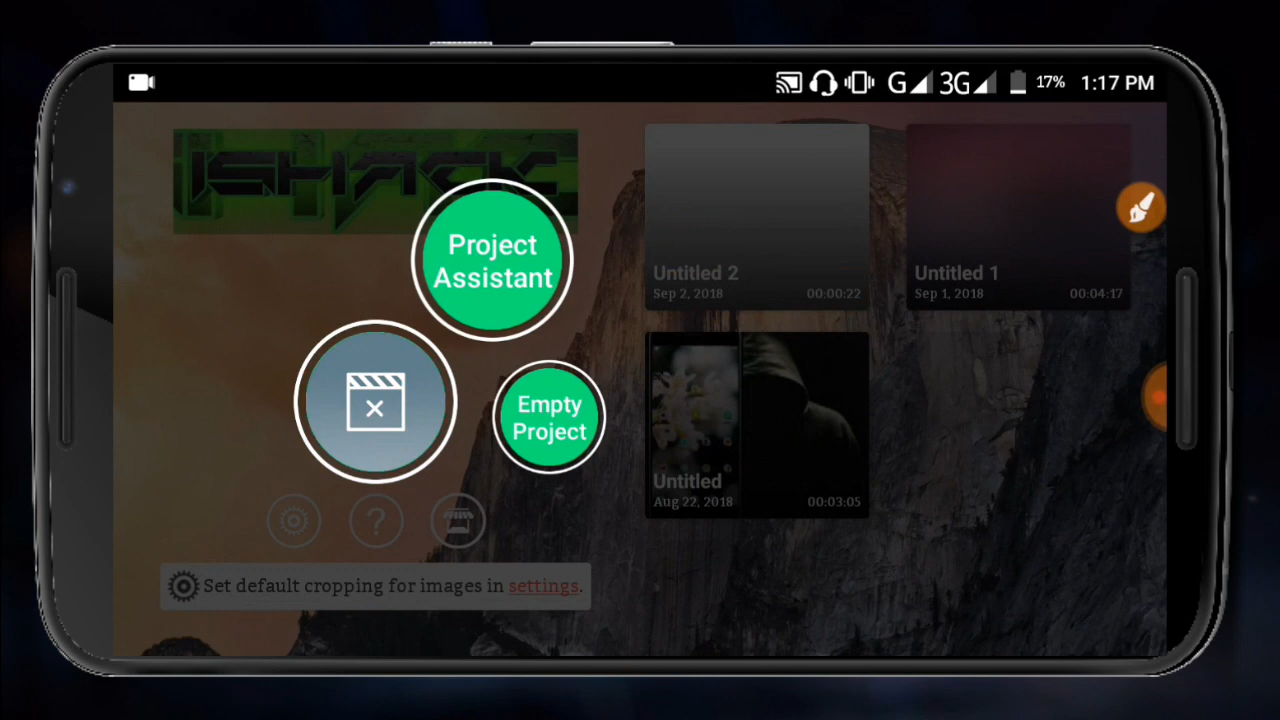 G 3G 17% 1:17 PM
ISHACK
Project
Assistant
Empty
Project
Untitled 2
Sep 2, 2018 00:00:22
Untitled 1
Sep 1, 2018 00:04:17
Untitled
Aug 22, 2018 00:03:05
?
Set default cropping for images in settings.